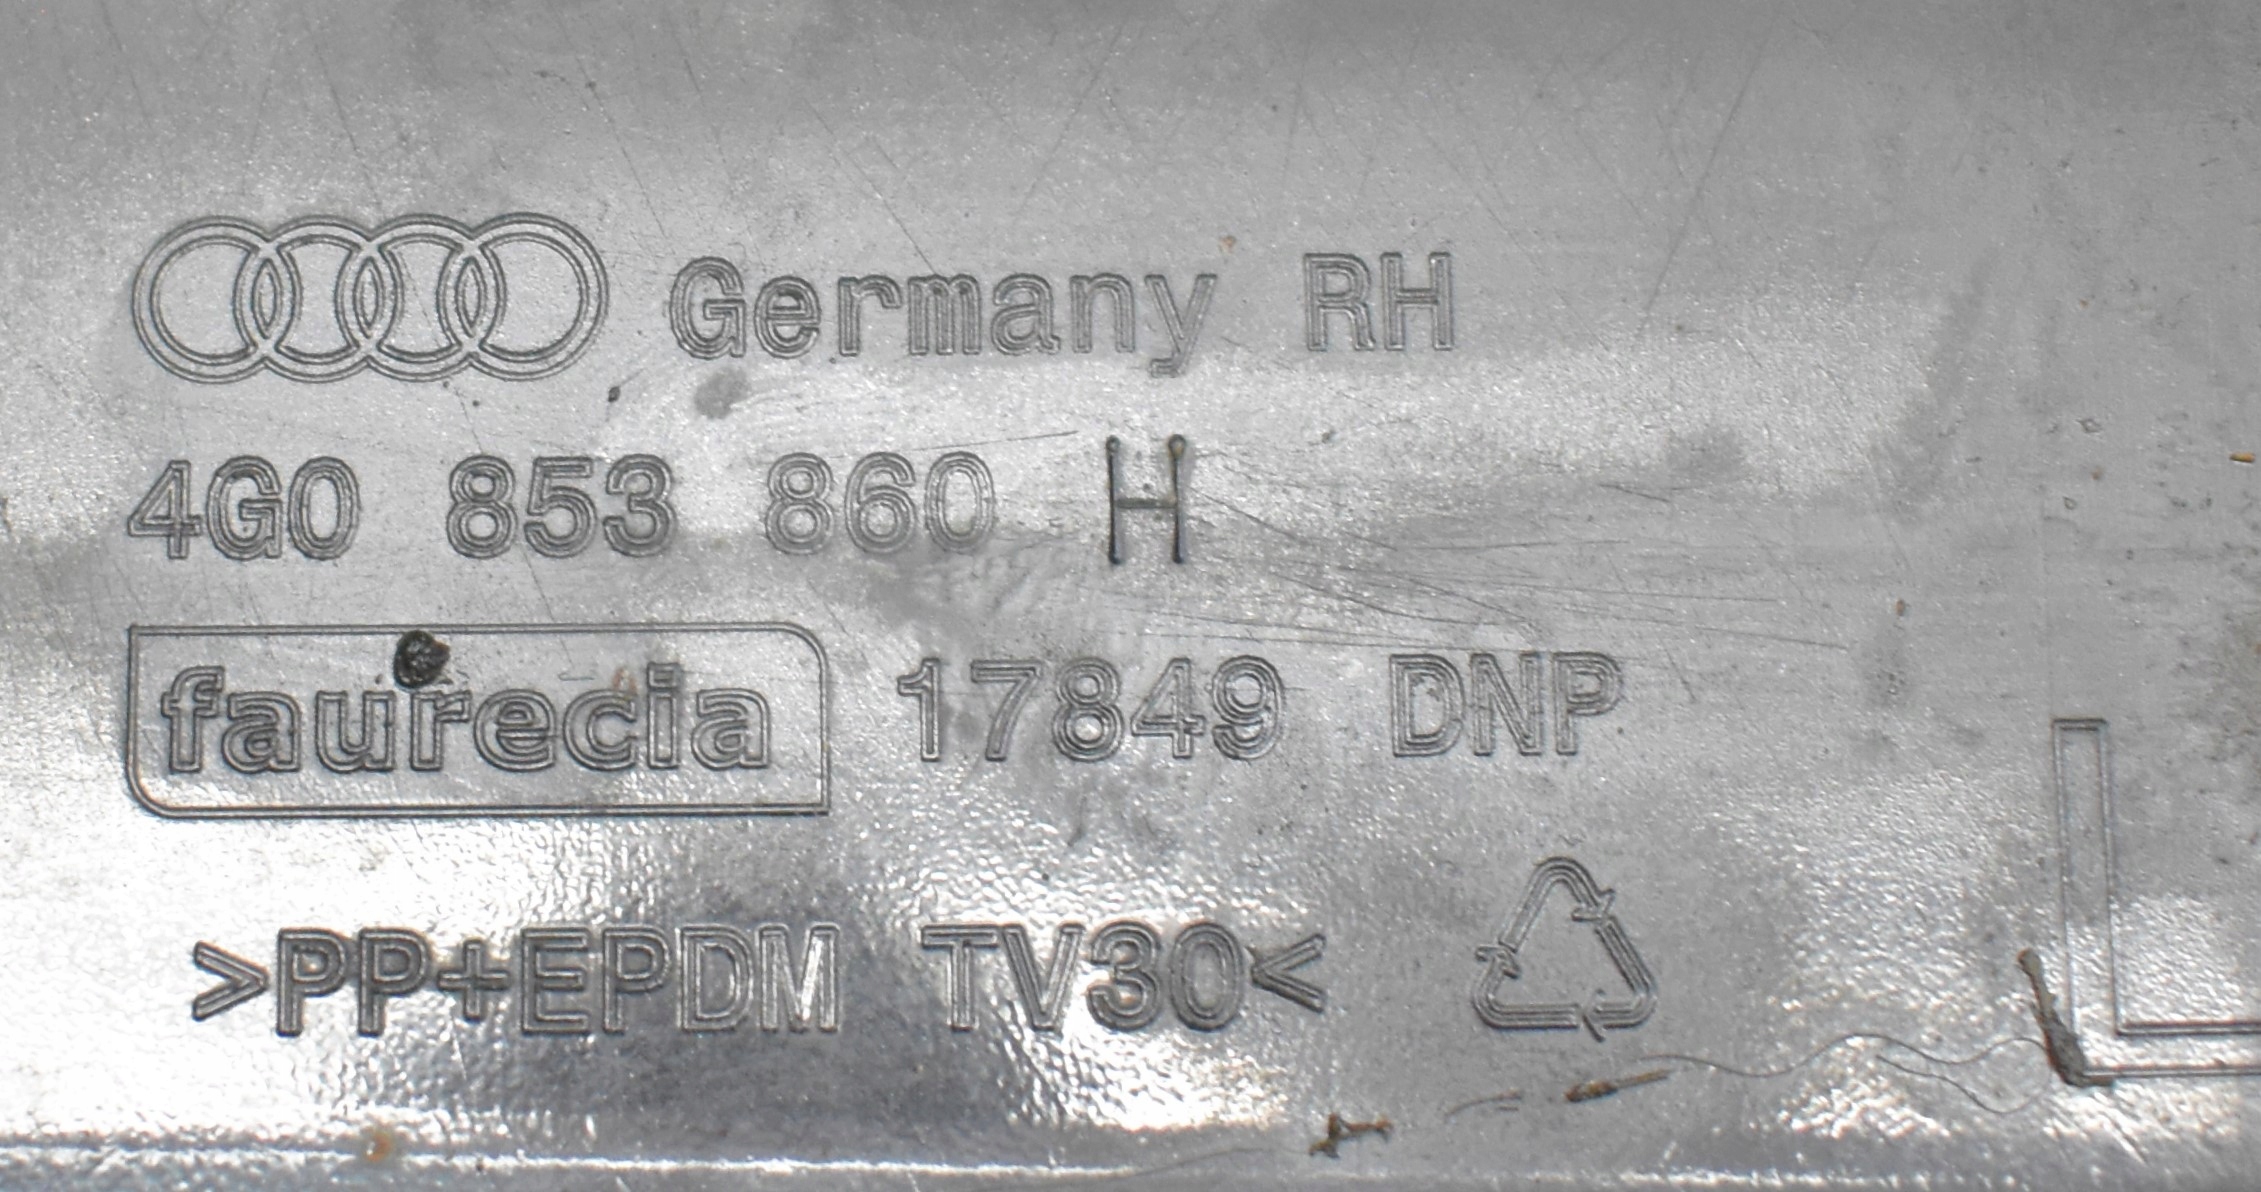 Germany RH
4G0 853 860 H
faurecia 17849 DNP
>PP+EPDM TV30<
L